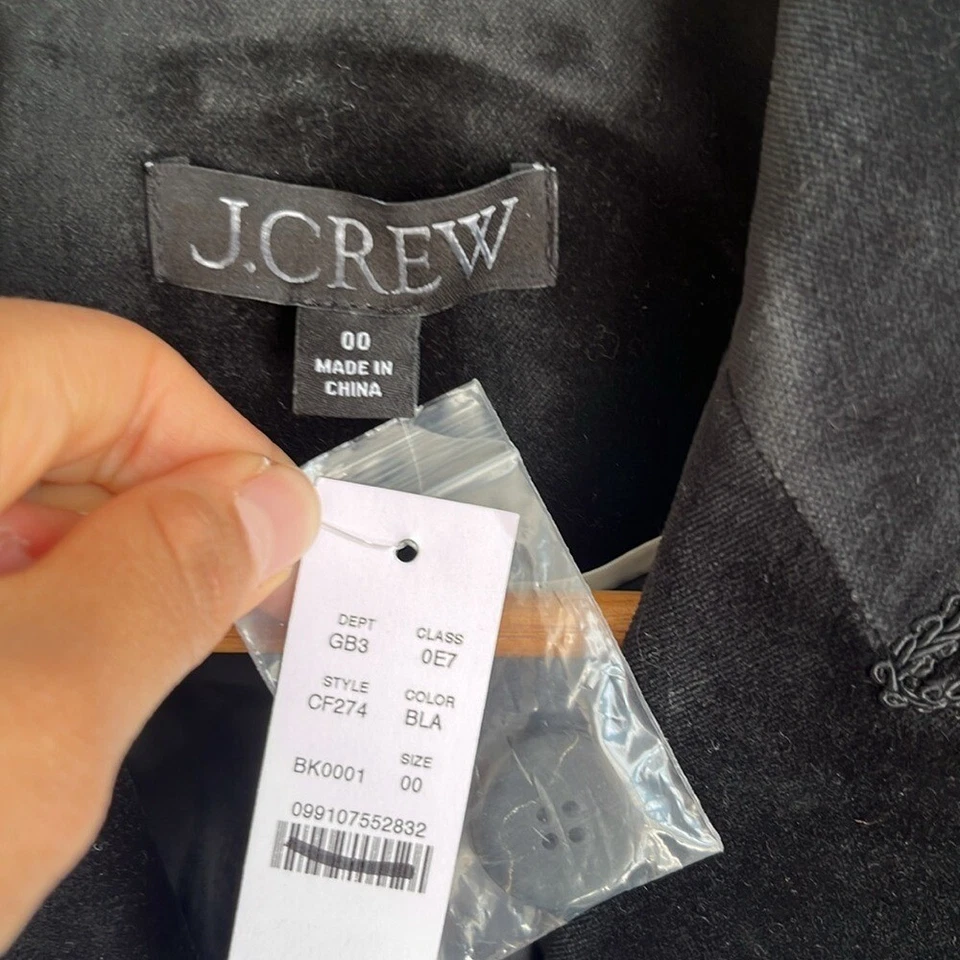 J.CREW
00
MADE IN
CHINA
DEPT CLASS
GB3 0E7
STYLE COLOR
CF274 BLA
SIZE
BK0001 00
099107552832